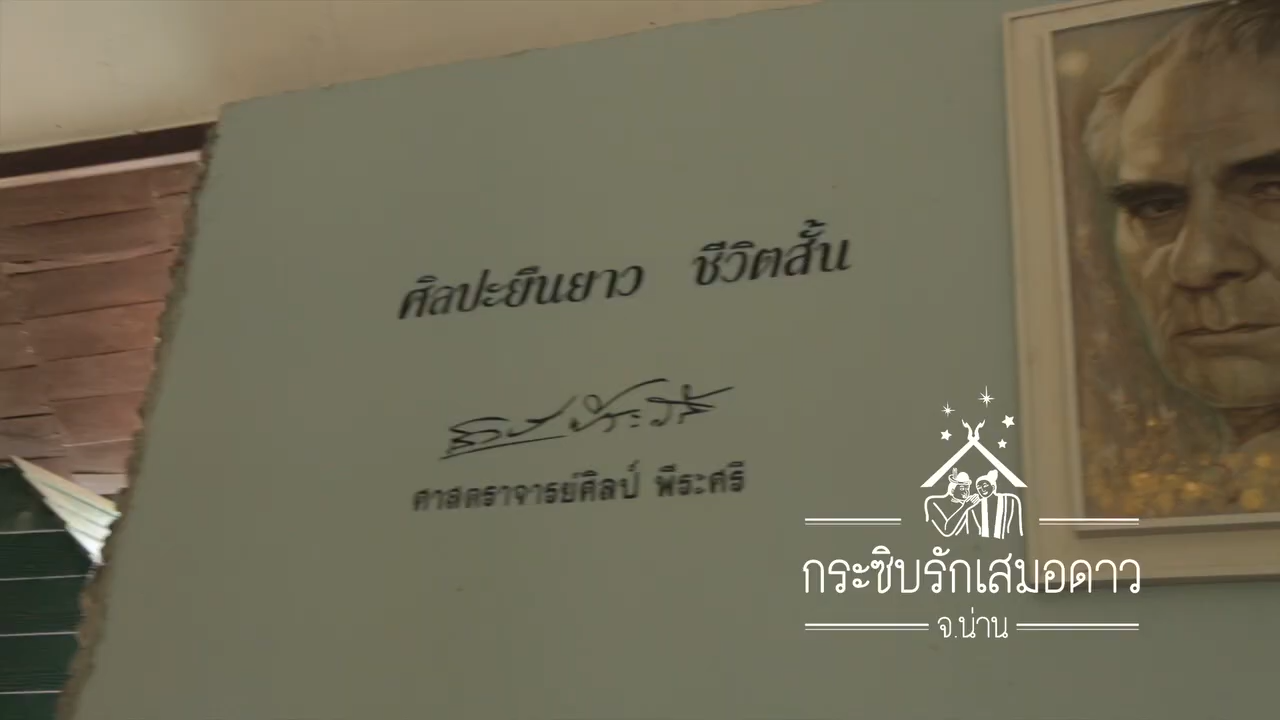 ศิลปะยืนยาว ชีวิตสั้น
ศาสตราจารย์ศิลป์ พีระศรี
กระซิบรักเสมอดาว
จ.น่าน